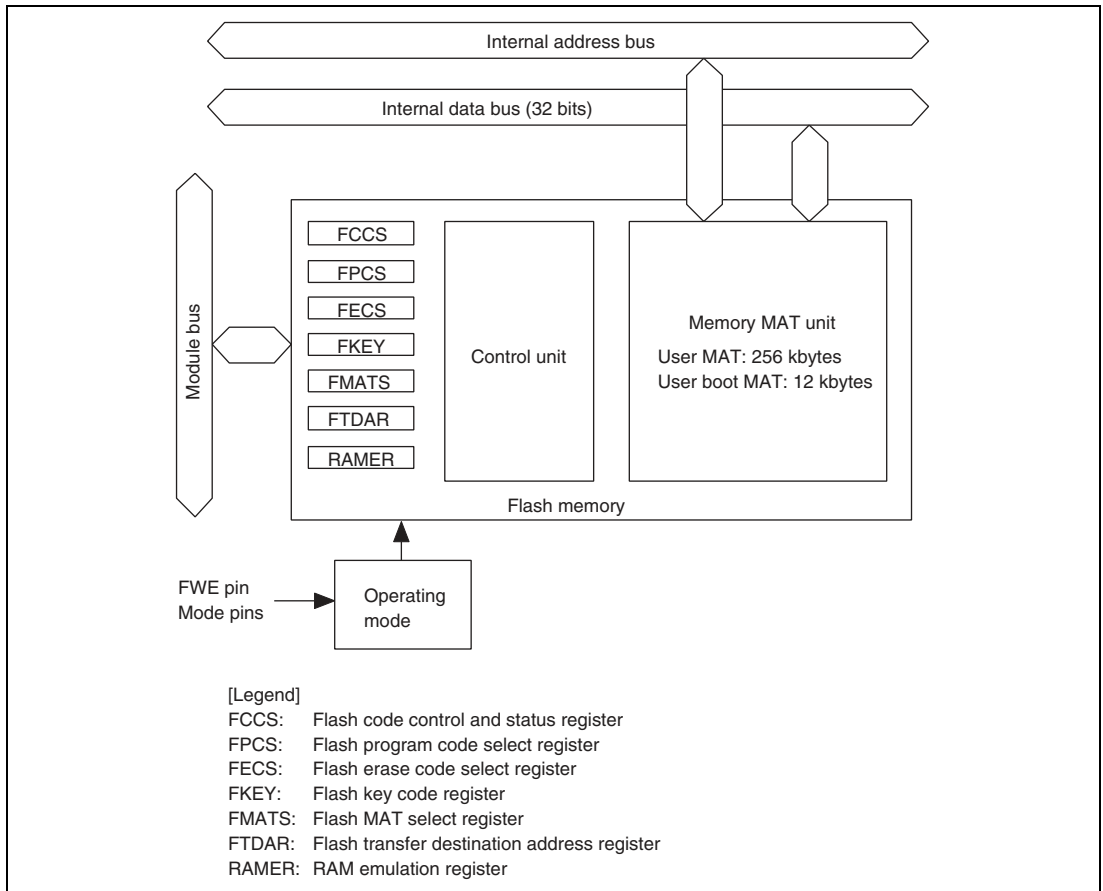 Internal address bus
Internal data bus (32 bits)
Module bus
FCCS
FPCS
FECS
FKEY
FMATS
FTDAR
RAMER
Control unit
Memory MAT unit
User MAT: 256 kbytes
User boot MAT: 12 kbytes
Flash memory
FWE pin
Mode pins
Operating
mode
[Legend]
FCCS: Flash code control and status register
FPCS: Flash program code select register
FECS: Flash erase code select register
FKEY: Flash key code register
FMATS: Flash MAT select register
FTDAR: Flash transfer destination address register
RAMER: RAM emulation register